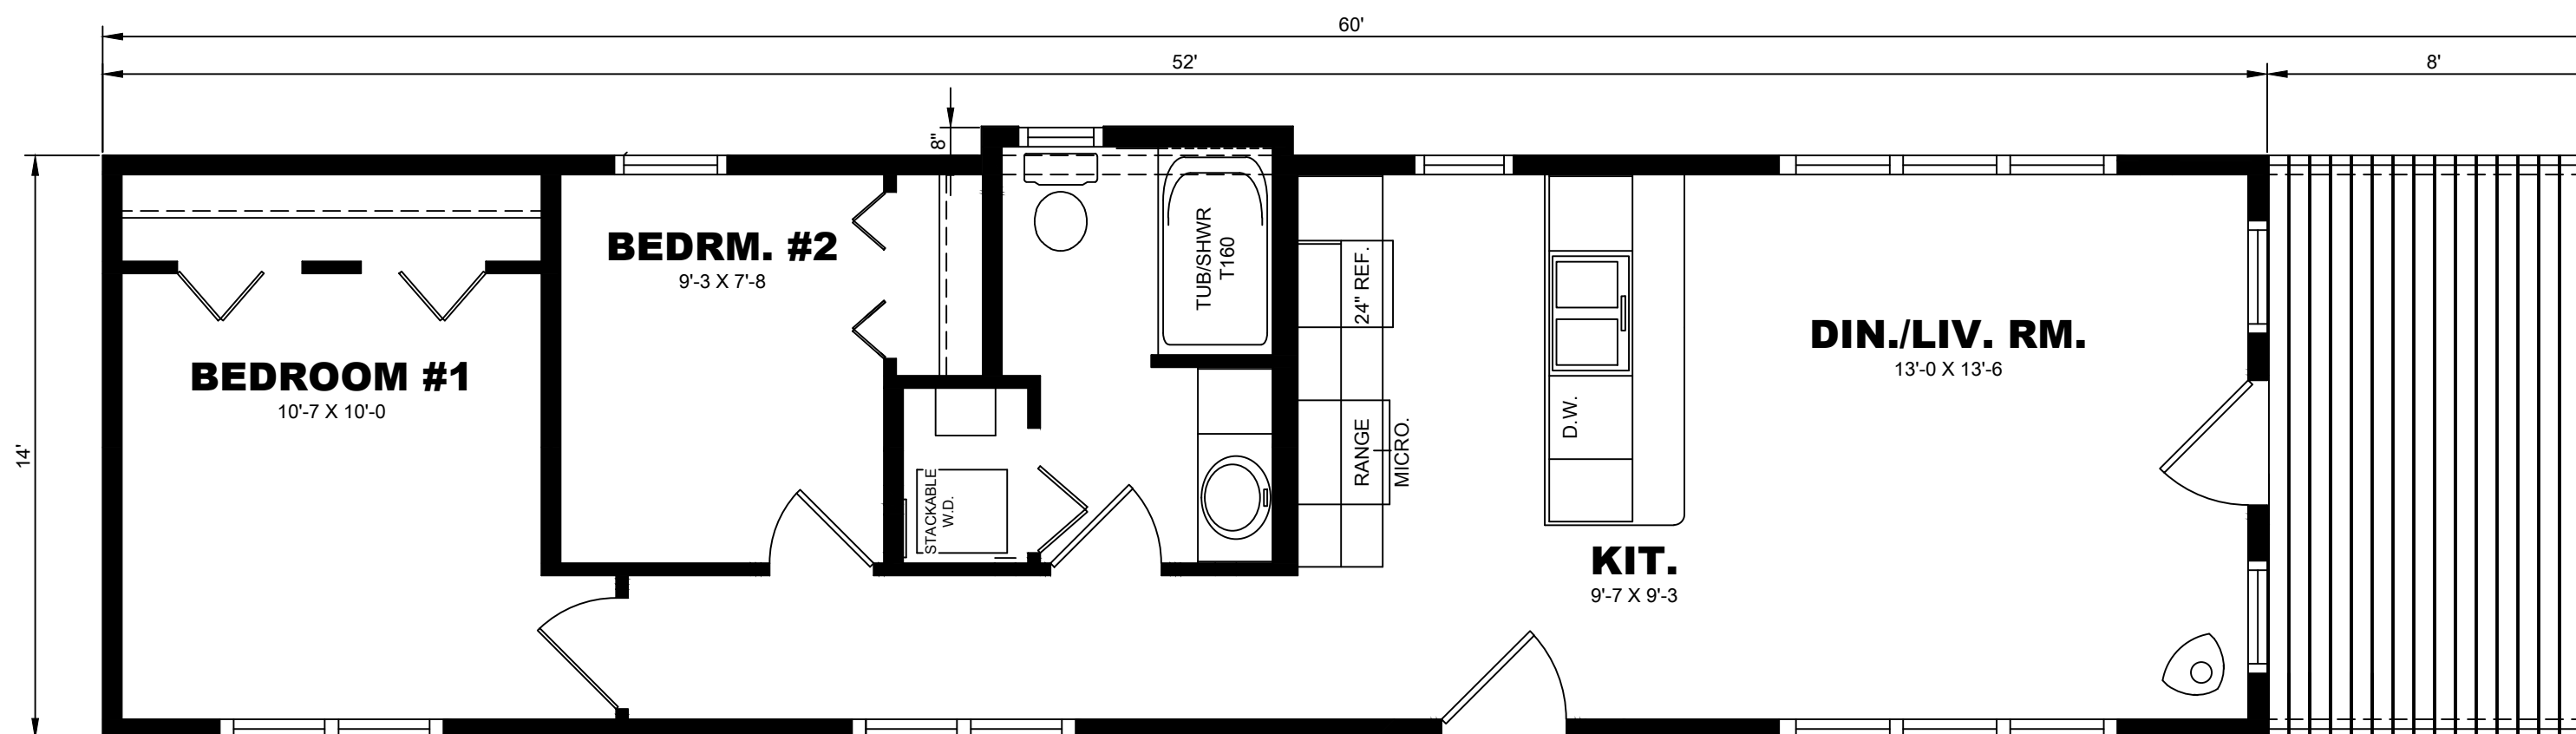 60'
52'
8'
8"
14'
BEDROOM #1
10'-7 X 10'-0
BEDRM. #2
9'-3 X 7'-8
STACKABLE
W.D.
TUB/SHWR
T160
24" REF.
RANGE
MICRO.
D.W.
KIT.
9'-7 X 9'-3
DIN./LIV. RM.
13'-0 X 13'-6